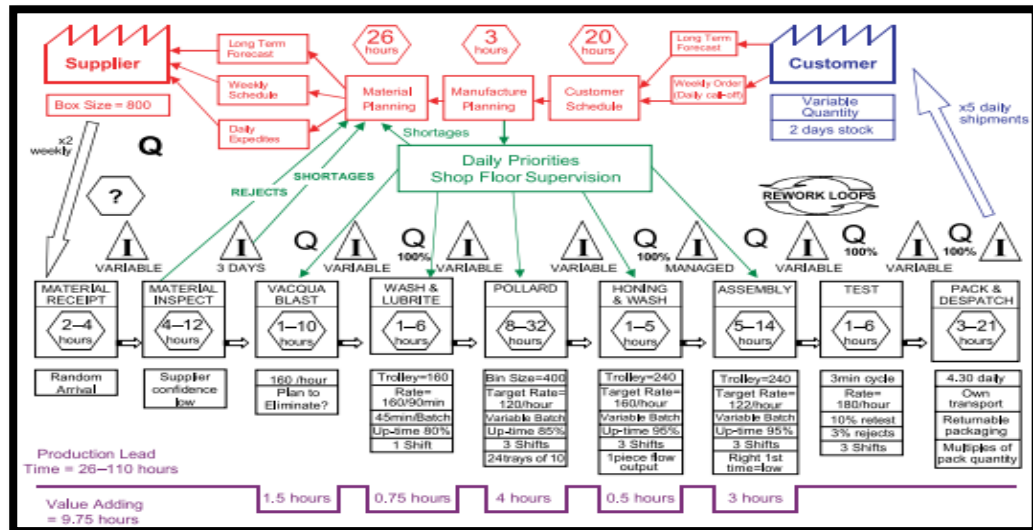 26
hours
3
hours
20
hours
Supplier
Long Term
Forecast
Weekly
Schedule
Daily
Expedites
Material
Planning
Manufacture
Planning
Customer
Schedule
Long Term
Forecast
Weekly Order
(Daily call-off)
Customer
Box Size = 800
Variable
Quantity
2 days stock
x2
weekly
Q
x5 daily
shipments
Shortages
Daily Priorities
Shop Floor Supervision
REJECTS
SHORTAGES
REWORK LOOPS
?
I
VARIABLE
I
3 DAYS
Q
I
VARIABLE
Q
100%
I
VARIABLE
I
VARIABLE
Q
100%
I
MANAGED
Q
I
VARIABLE
Q
100%
I
VARIABLE
Q
100%
I
MATERIAL
RECEIPT
2–4
hours
MATERIAL
INSPECT
4–12
hours
VACQUA
BLAST
1–10
hours
WASH &
LUBRITE
1–6
hours
POLLARD
8–32
hours
HONING
& WASH
1–5
hours
ASSEMBLY
5–14
hours
TEST
1–6
hours
PACK &
DESPATCH
3–21
hours
Random
Arrival
Supplier
confidence
low
160 /hour
Plan to
Eliminate?
Trolley=160
Rate=
160/90min
45min/Batch
Up-time 80%
1 Shift
Bin Size=400
Target Rate=
120/hour
Variable Batch
Up-time 85%
3 Shifts
24trays of 10
Trolley=240
Target Rate=
160/hour
Variable Batch
Up-time 95%
3 Shifts
1piece flow
output
Trolley=240
Target Rate=
122/hour
Variable Batch
Up-time 95%
3 Shifts
Right 1st
time=low
3min cycle
Rate=
180/hour
10% retest
3% rejects
3 Shifts
4.30 daily
Own
transport
Returnable
packaging
Multiples of
pack quantity
Production Lead
Time = 26–110 hours
Value Adding
= 9.75 hours
1.5 hours
0.75 hours
4 hours
0.5 hours
3 hours